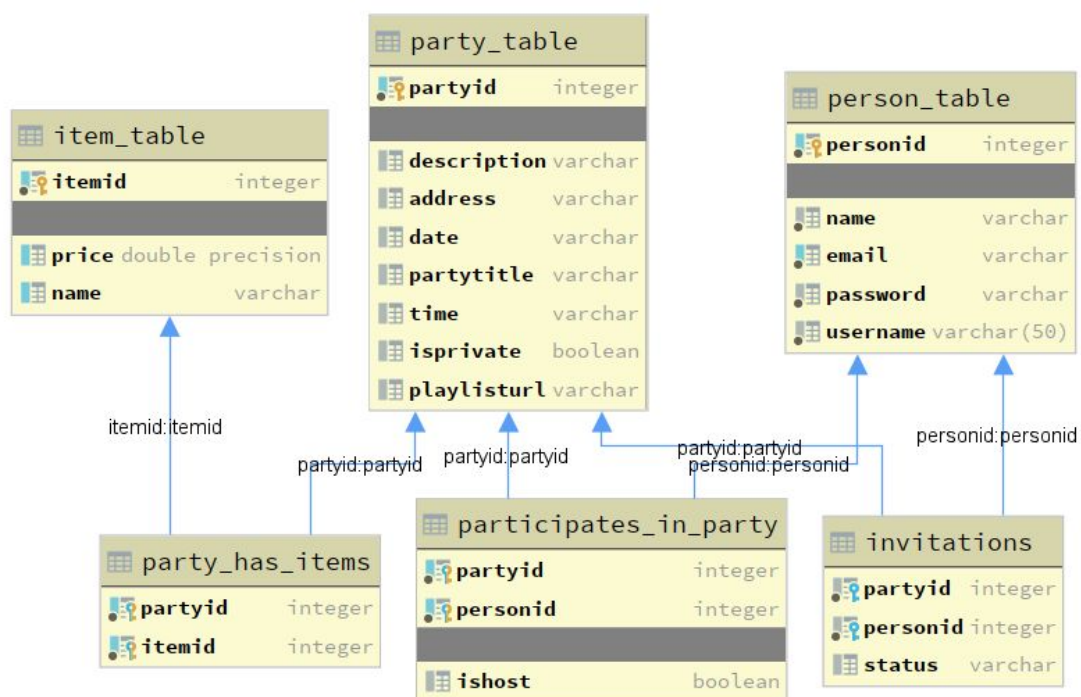 party_table
partyid integer
description varchar
address varchar
date varchar
partytitle varchar
time varchar
isprivate boolean
playlisturl varchar
person_table
personid integer
name varchar
email varchar
password varchar
username varchar(50)
item_table
itemid integer
price double precision
name varchar
itemid:itemid
partyid:partyid
partyid:partyid
partyid:partyid
personid:personid
personid:personid
party_has_items
partyid integer
itemid integer
participates_in_party
partyid integer
personid integer
ishost boolean
invitations
partyid integer
personid integer
status varchar